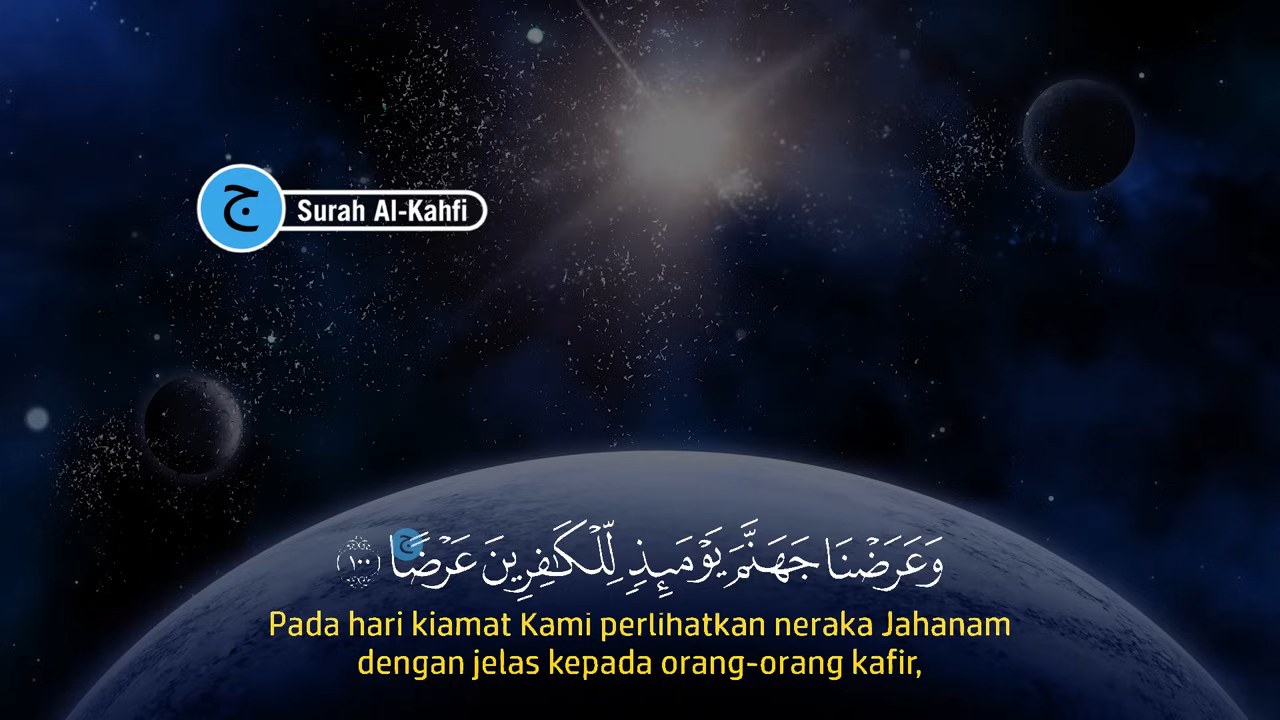 ج
Surah Al-Kahfi
وَعَرَضْنَا جَهَنَّمَ يَوْمَئِذٍ لِّلْكَٰفِرِينَ عَرْضًا ج ١٠٠
Pada hari kiamat Kami perlihatkan neraka Jahanam
dengan jelas kepada orang-orang kafir,